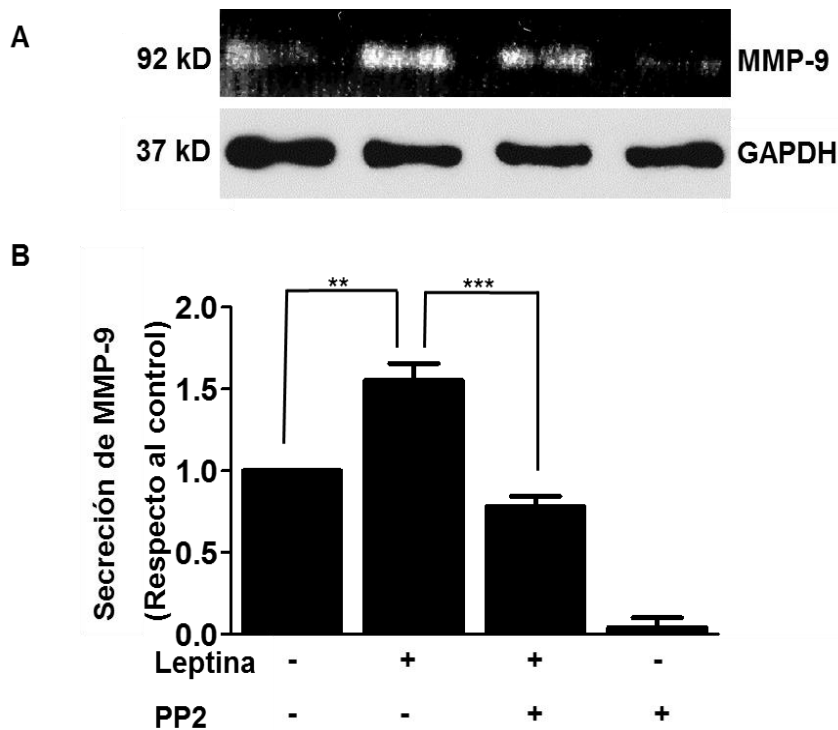 A
92 kD MMP-9
37 kD GAPDH
B
Secreción de MMP-9
(Respecto al control)
** ***
2.0
1.5
1.0
0.5
0.0
Leptina - + + -
PP2 - - + +